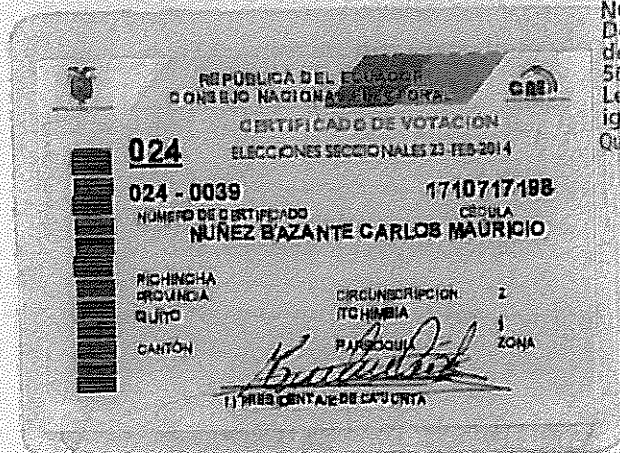 REPÚBLICA DEL ECUADOR
CONSEJO NACIONAL ELECTORAL
CNE
CERTIFICADO DE VOTACIÓN
024
ELECCIONES SECCIONALES 23-FEB-2014
024 - 0039
1710717198
NÚMERO DE CERTIFICADO
CÉDULA
NUÑEZ BAZANTE CARLOS MAURICIO
PICHINCHA
PROVINCIA
CIRCUNSCRIPCIÓN
2
QUITO
ITCHIMBIA
1
CANTÓN
PARROQUIA
ZONA
1) PRESIDENTA/E DE LA JUNTA